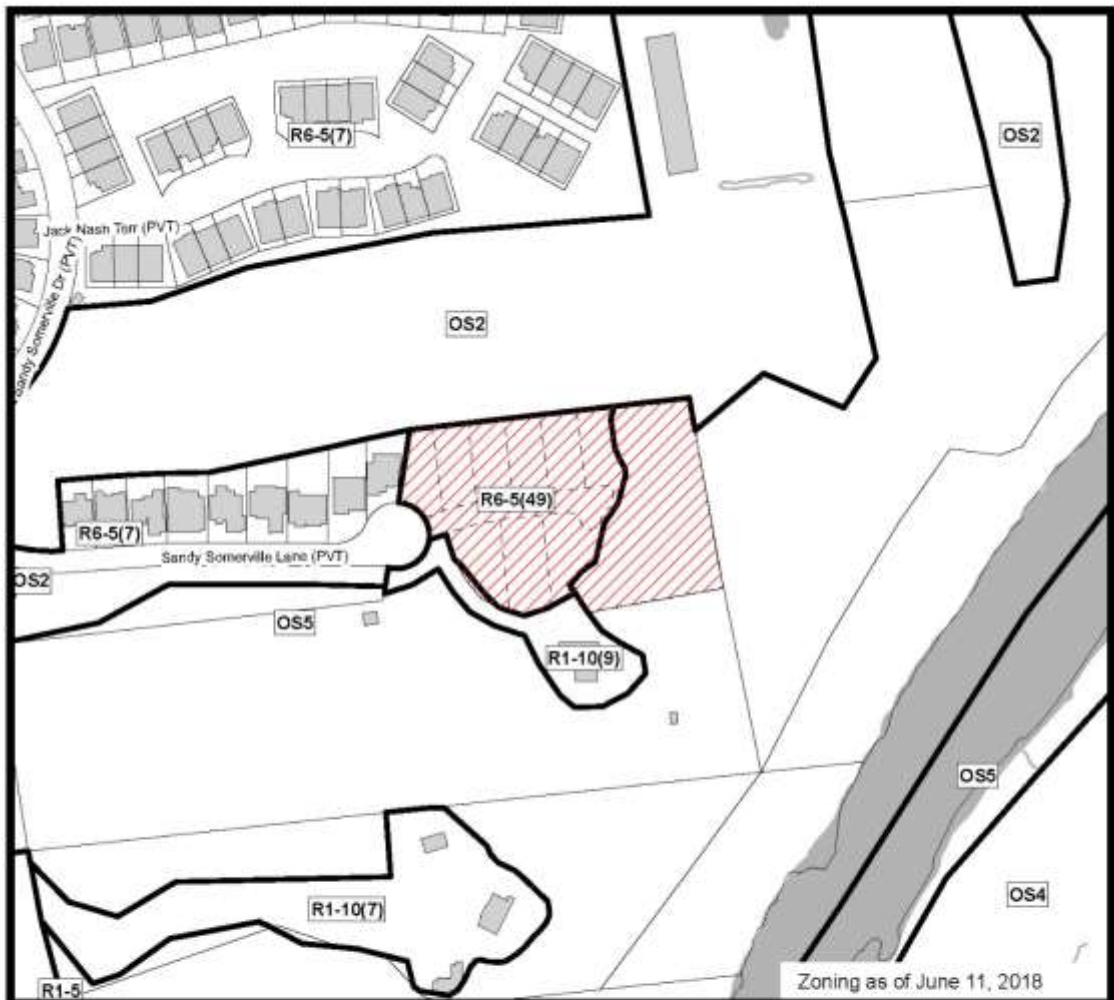 R6-5(7)
OS2
Jack Nash Terr (PVT)
Sandy Somerville Dr (PVT)
OS2
R6-5(49)
R6-5(7)
Sandy Somerville Lane (PVT)
OS2
OS5
R1-10(9)
OS5
R1-10(7)
OS4
R1-5
Zoning as of June 11, 2018